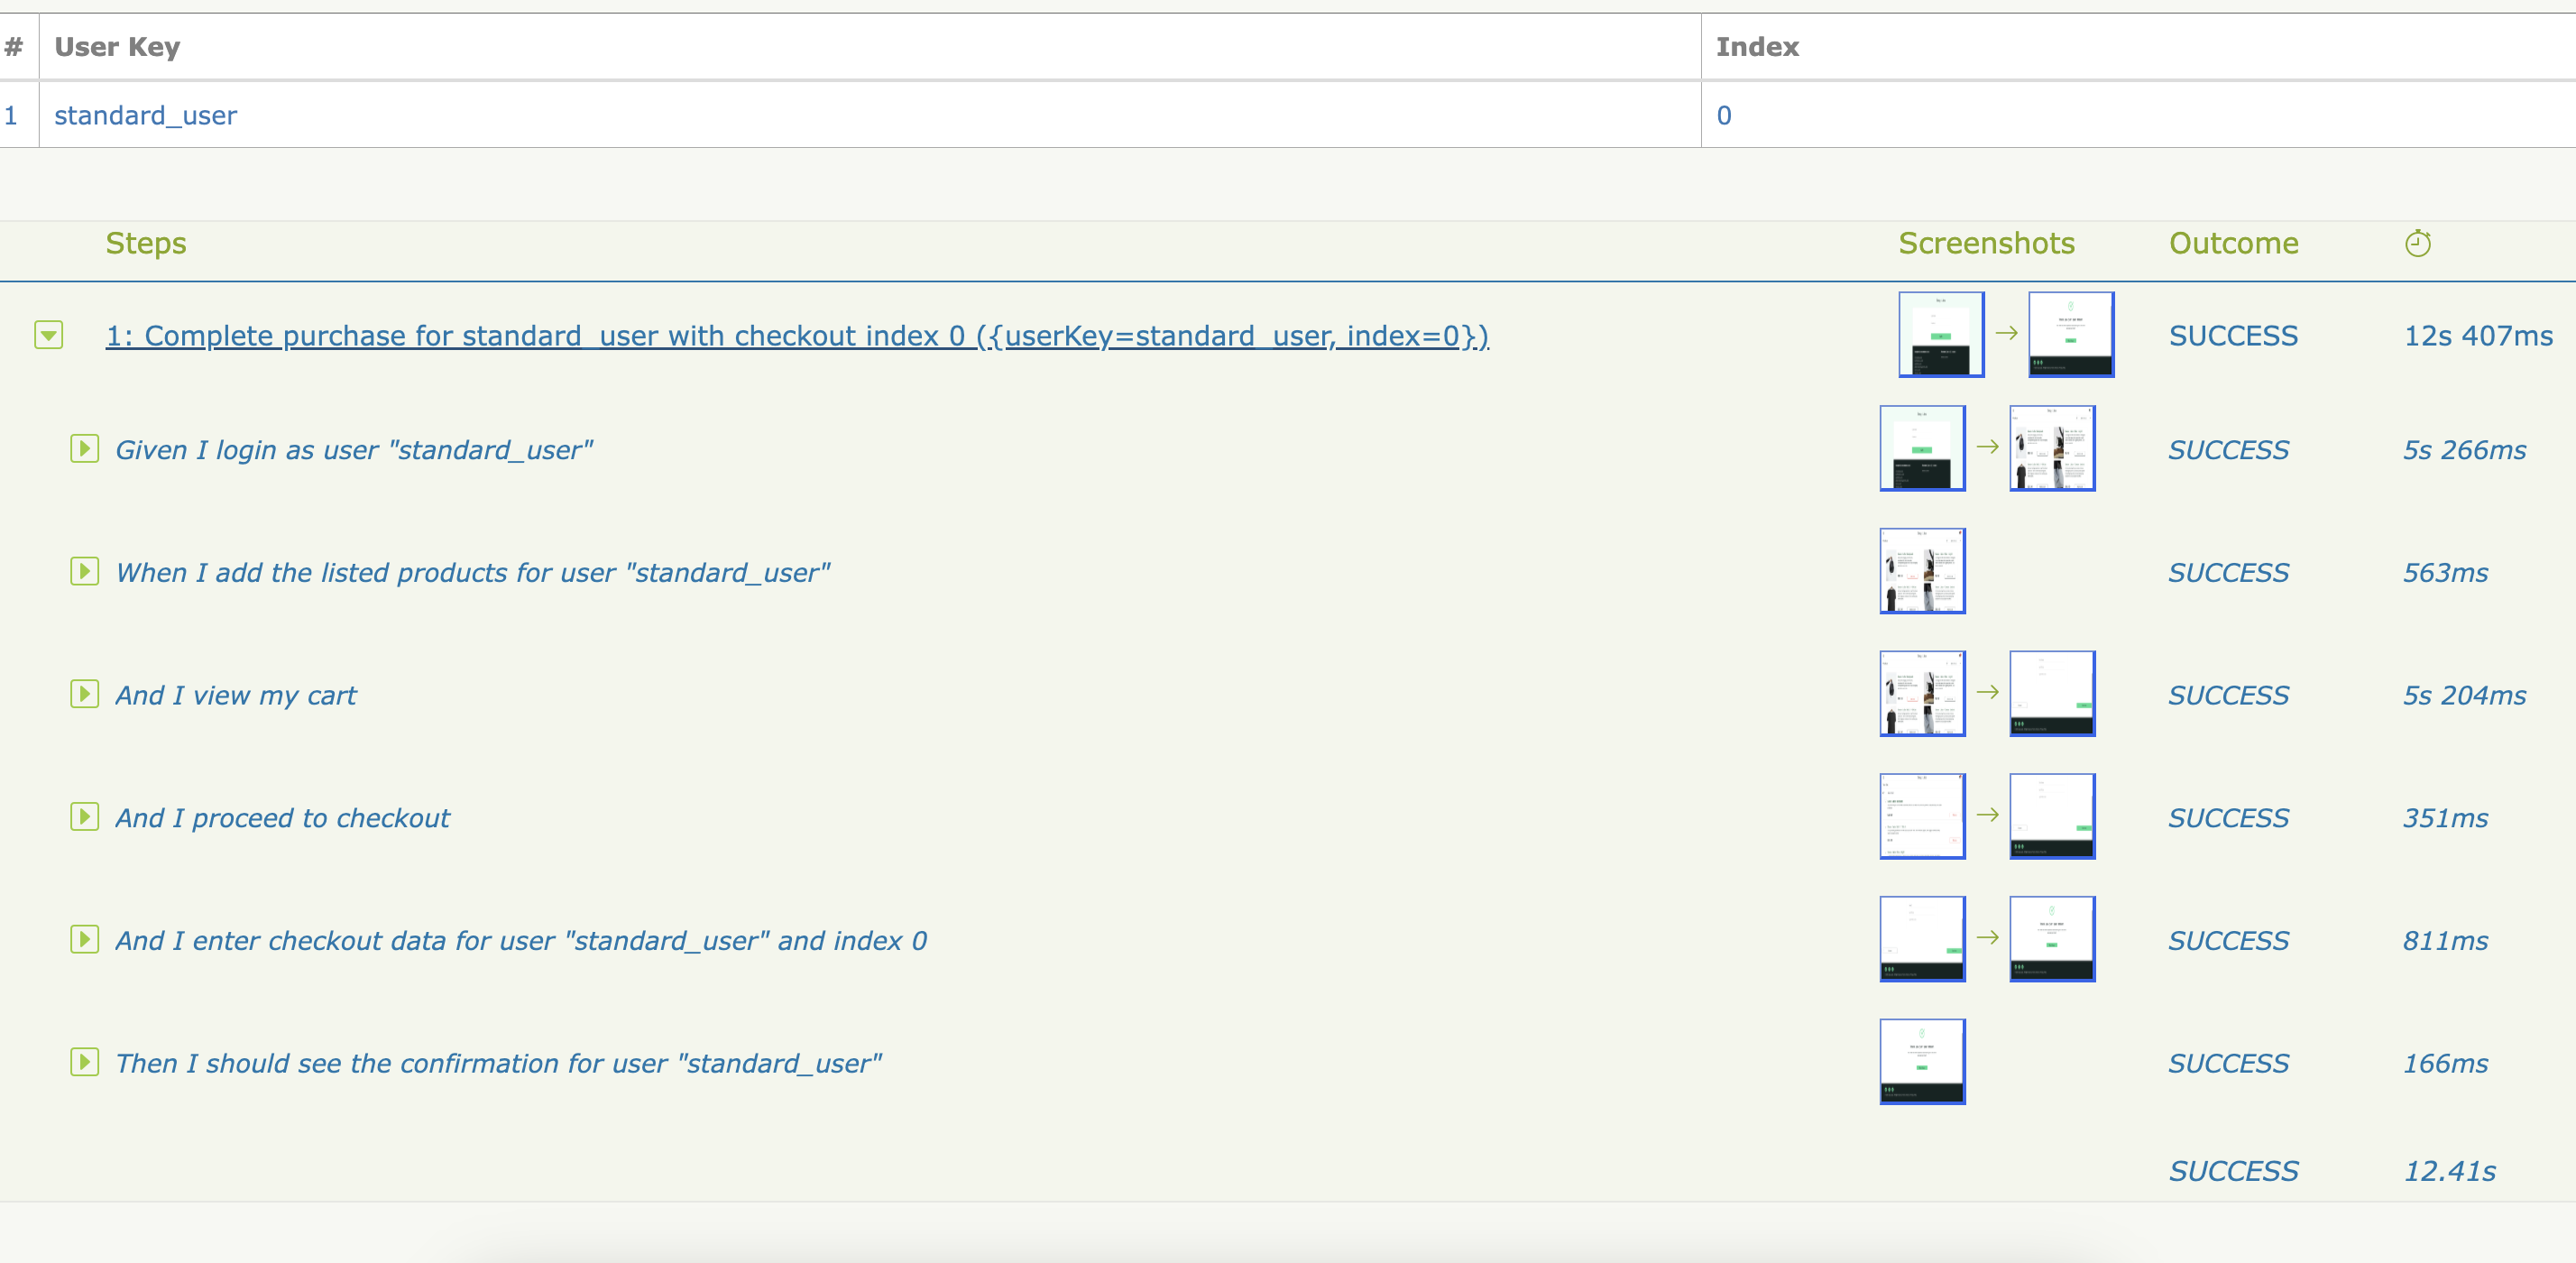 # User Key Index
1 standard_user 0
Steps Screenshots Outcome
1: Complete purchase for standard_user with checkout index 0 ({userKey=standard_user, index=0}) SUCCESS 12s 407ms
Given I login as user "standard_user" SUCCESS 5s 266ms
When I add the listed products for user "standard_user" SUCCESS 563ms
And I view my cart SUCCESS 5s 204ms
And I proceed to checkout SUCCESS 351ms
And I enter checkout data for user "standard_user" and index 0 SUCCESS 811ms
Then I should see the confirmation for user "standard_user" SUCCESS 166ms
SUCCESS 12.41s